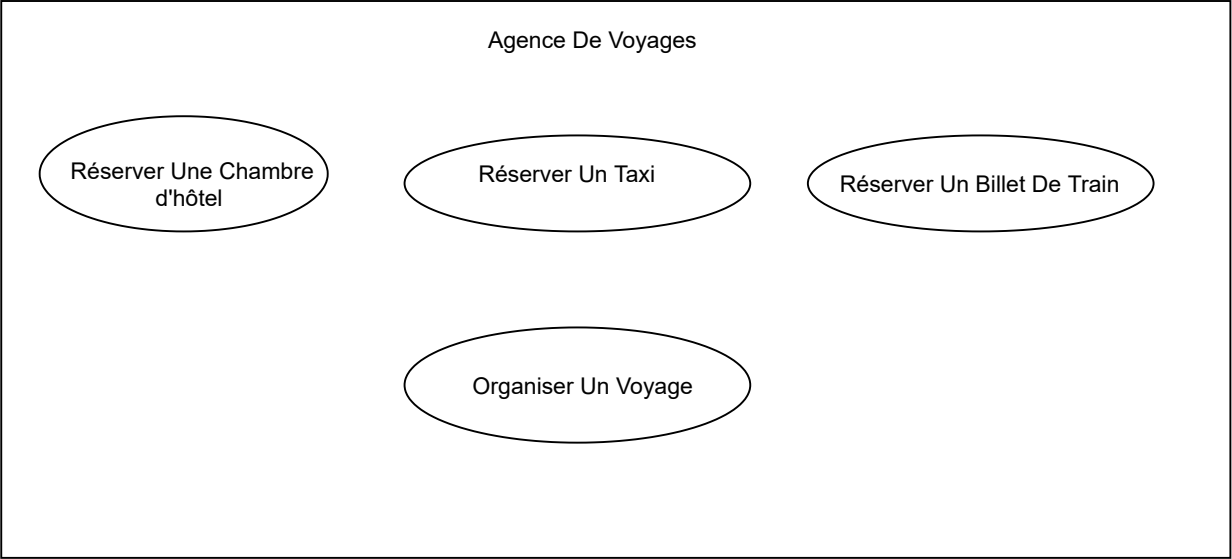 Agence De Voyages
Réserver Une Chambre
d'hôtel
Réserver Un Taxi
Réserver Un Billet De Train
Organiser Un Voyage